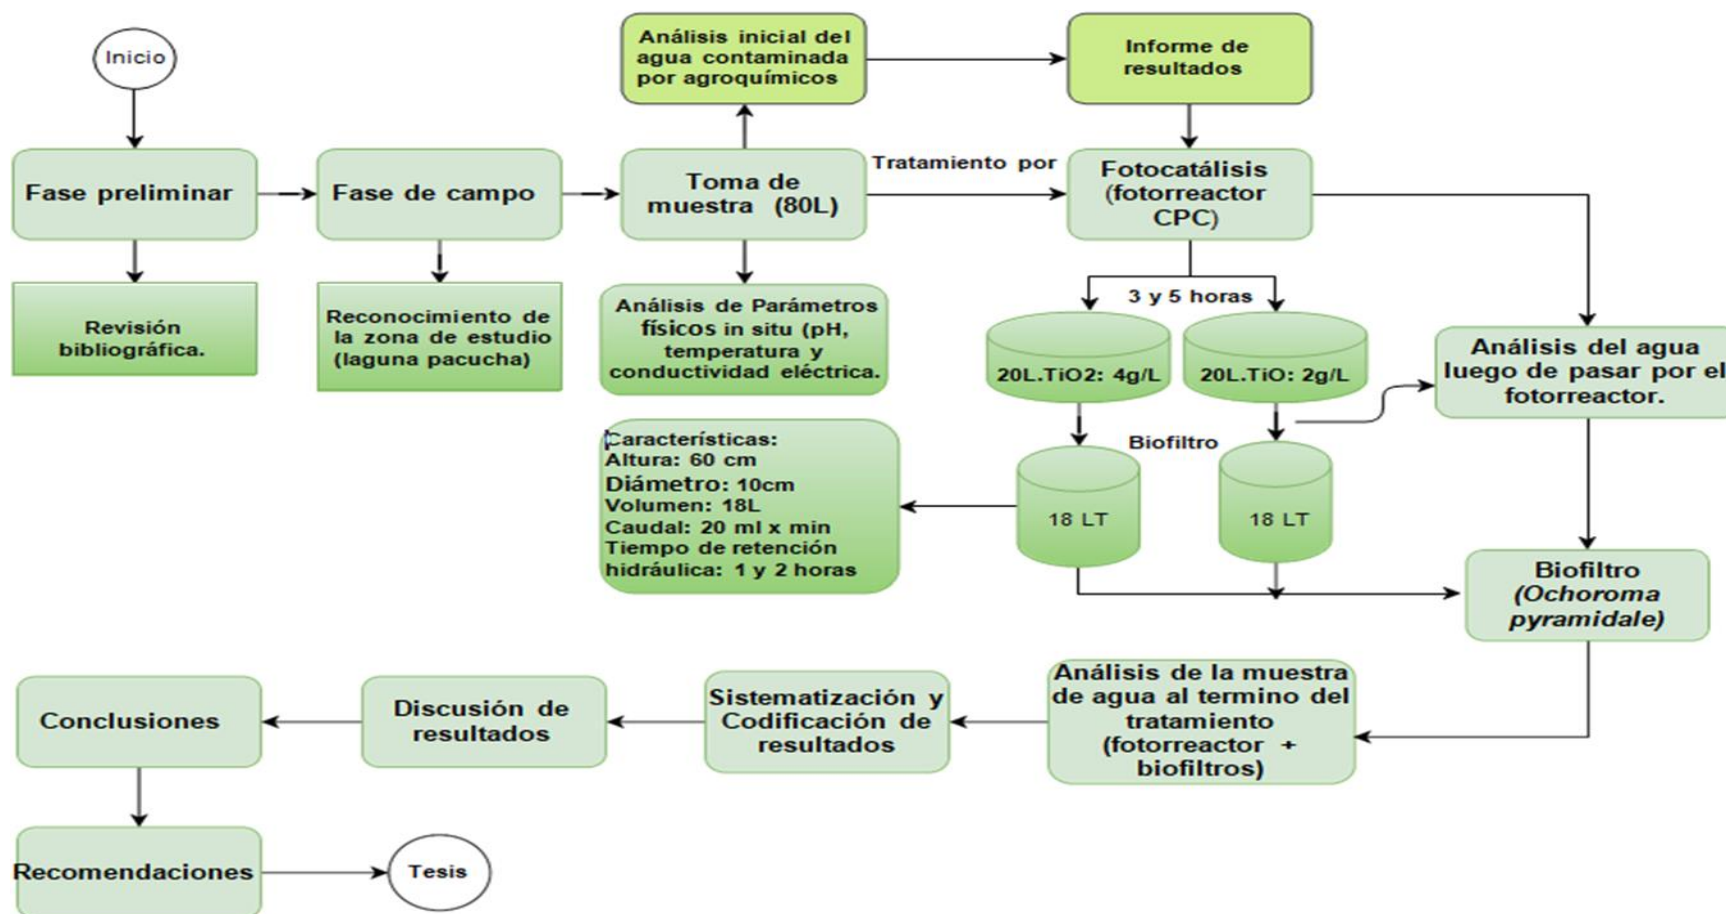 Inicio
Análisis inicial del
agua contaminada
por agroquímicos
Informe de
resultados
Fase preliminar
Fase de campo
Toma de
muestra (80L)
Tratamiento por
Fotocatálisis
(fotorreactor
CPC)
Revisión
bibliográfica.
Reconocimiento de
la zona de estudio
(laguna pacucha)
Análisis de Parámetros
físicos in situ (pH,
temperatura y
conductividad eléctrica.
3 y 5 horas
20L.TiO2: 4g/L
20L.TiO: 2g/L
Análisis del agua
luego de pasar por el
fotorreactor.
Características:
Altura: 60 cm
Diámetro: 10cm
Volumen: 18L
Caudal: 20 ml x min
Tiempo de retención
hidráulica: 1 y 2 horas
Biofiltro
18 LT
18 LT
Biofiltro
(Ochoroma
pyramidale)
Análisis de la muestra
de agua al termino del
tratamiento
(fotorreactor +
biofiltros)
Sistematización y
Codificación de
resultados
Discusión de
resultados
Conclusiones
Recomendaciones
Tesis